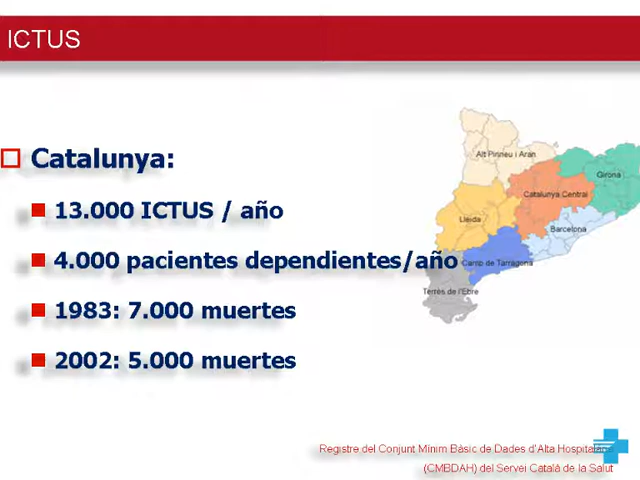 ICTUS
Catalunya:
13.000 ICTUS / año
4.000 pacientes dependientes/año
1983: 7.000 muertes
2002: 5.000 muertes
Alt Pirineu i Aran
Girona
Catalunya Central
Lleida
Barcelona
Camp de Tarragona
Terres de l'Ebre
Registre del Conjunt Mínim Bàsic de Dades d'Alta Hospitalària
(CMBDAH) del Servei Català de la Salut